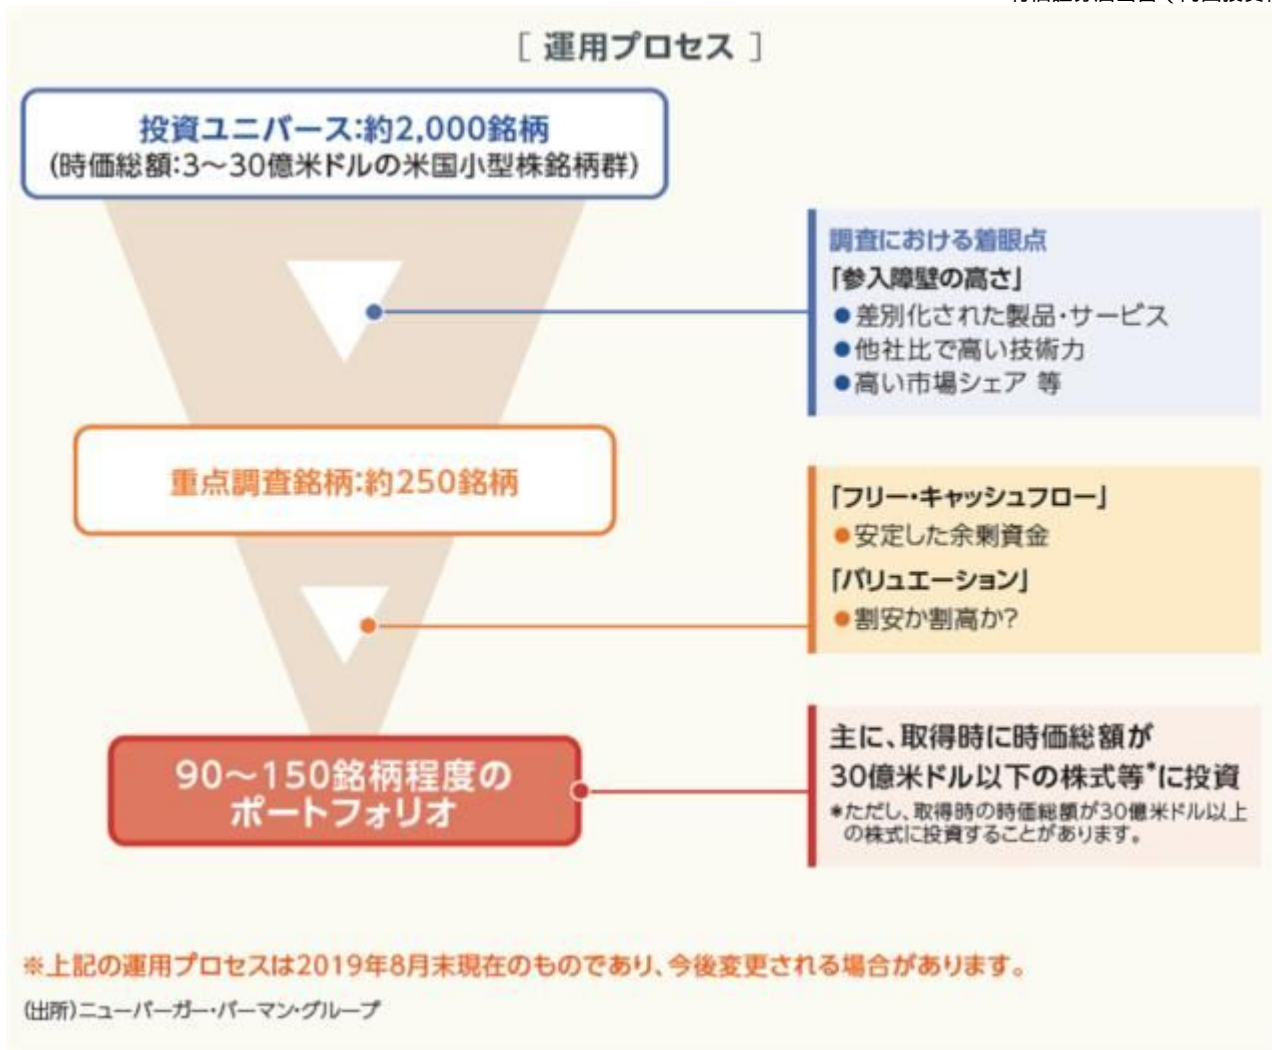 [ 運用プロセス ]
投資ユニバース:約2,000銘柄
(時価総額:3～30億米ドルの米国小型株銘柄群)
調査における着眼点
「参入障壁の高さ」
●差別化された製品・サービス
●他社比で高い技術力
●高い市場シェア 等
重点調査銘柄:約250銘柄
「フリー・キャッシュフロー」
●安定した余剰資金
「バリュエーション」
●割安か割高か?
90～150銘柄程度の
ポートフォリオ
主に、取得時に時価総額が
30億米ドル以下の株式等*に投資
*ただし、取得時の時価総額が30億米ドル以上
の株式に投資することがあります。
※上記の運用プロセスは2019年8月末現在のものであり、今後変更される場合があります。
(出所)ニューバーガー・バーマン・グループ